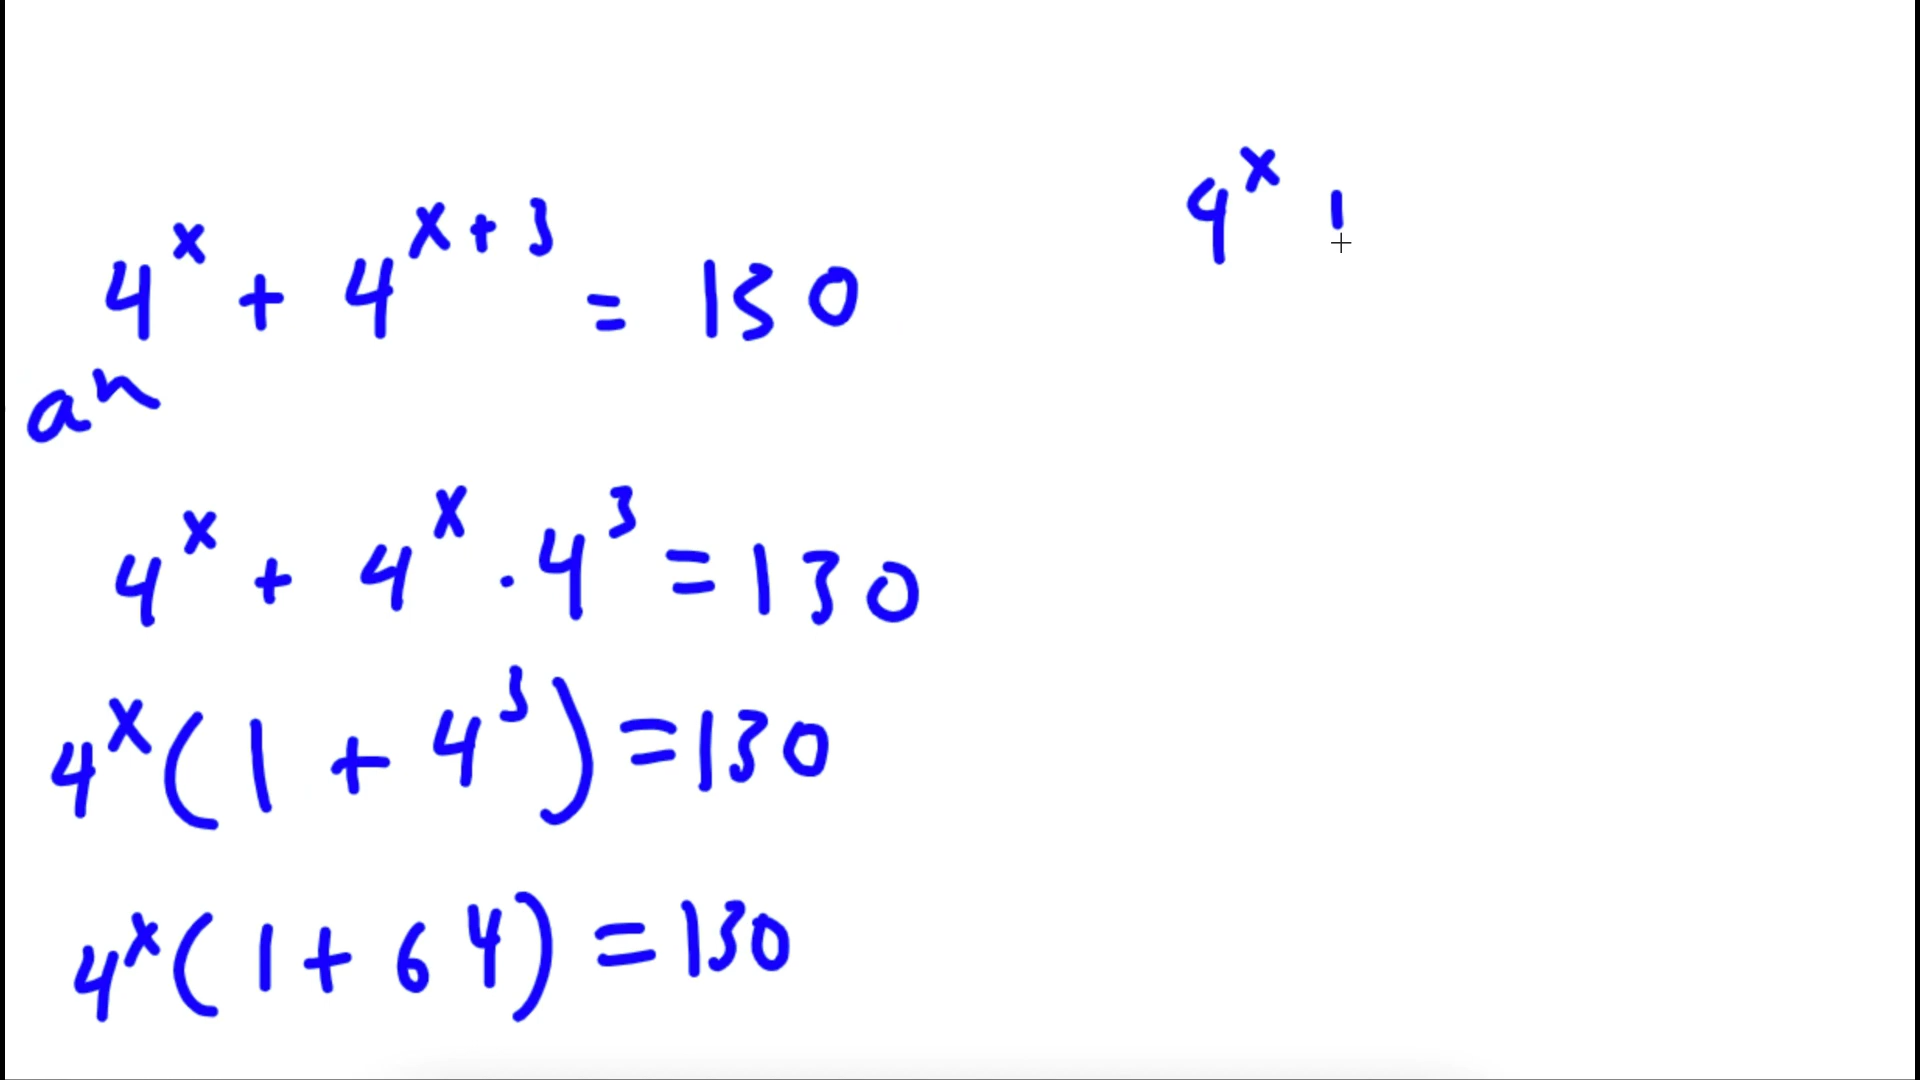 4^x + 4^(x+3) = 130
a^n
4^x + 4^x · 4^3 = 130
4^x (1 + 4^3) = 130
4^x (1 + 64) = 130
4^x